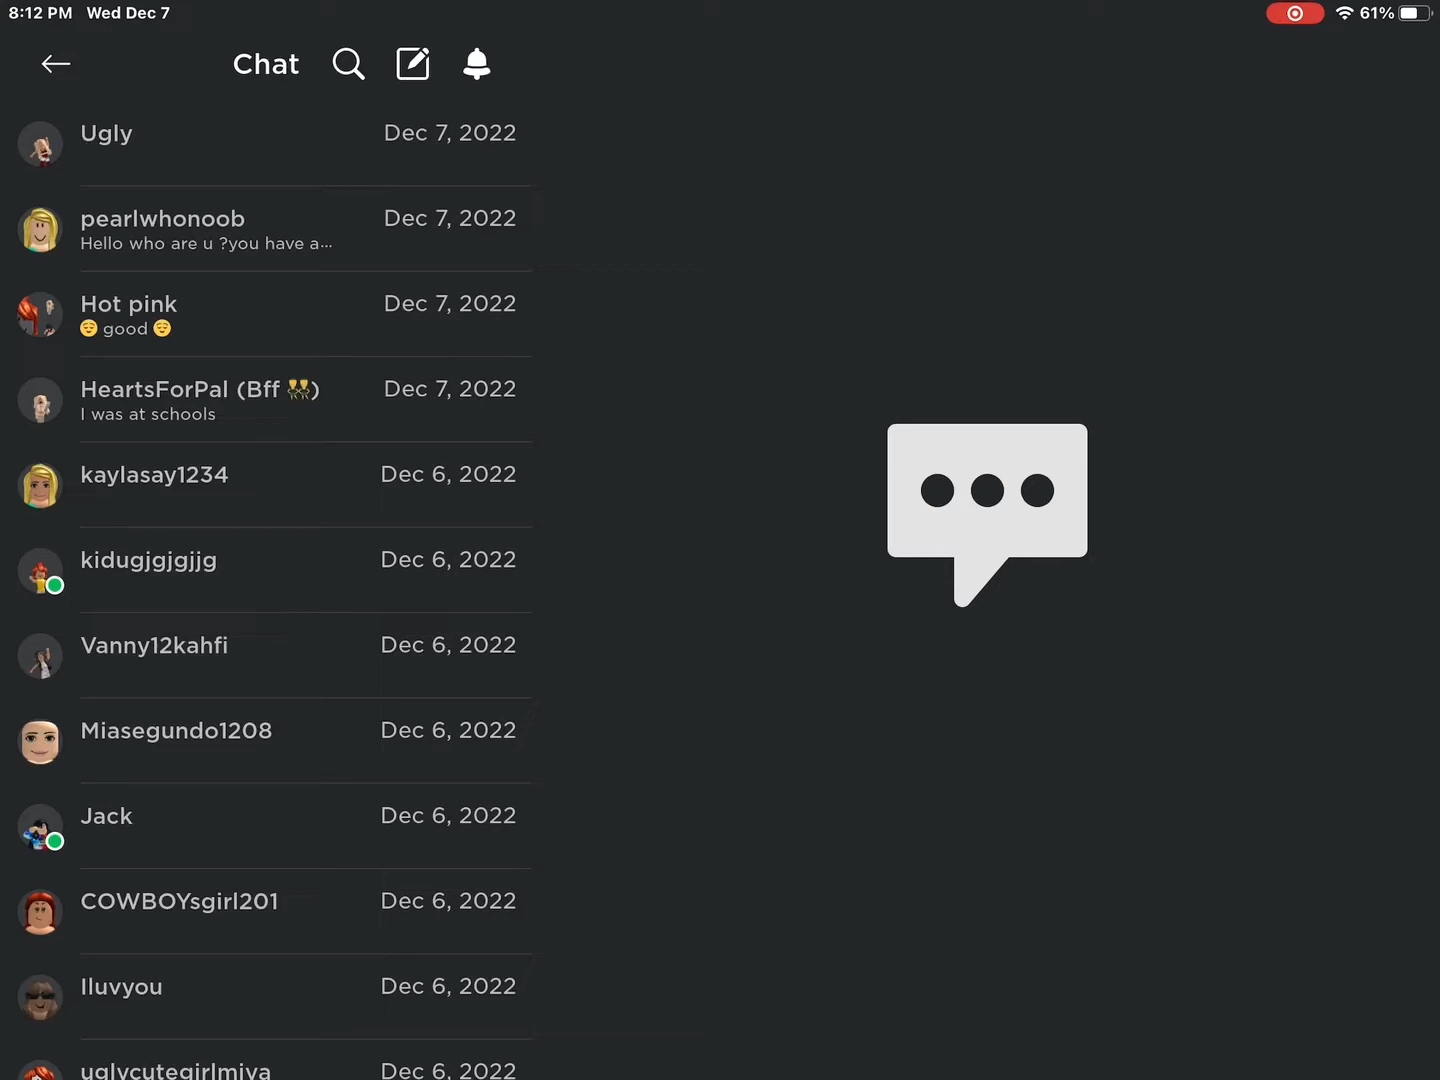 8:12 PM Wed Dec 7
61%
Chat
Ugly Dec 7, 2022
pearlwhonoob Dec 7, 2022
Hello who are u ?you have a...
Hot pink Dec 7, 2022
😌 good 😌
HeartsForPal (Bff 👯) Dec 7, 2022
I was at schools
kaylasay1234 Dec 6, 2022
kidugjgjgjjg Dec 6, 2022
Vanny12kahfi Dec 6, 2022
Miasegundo1208 Dec 6, 2022
Jack Dec 6, 2022
COWBOYsgirl201 Dec 6, 2022
Iluvyou Dec 6, 2022
uglycutegirlmiya Dec 6, 2022